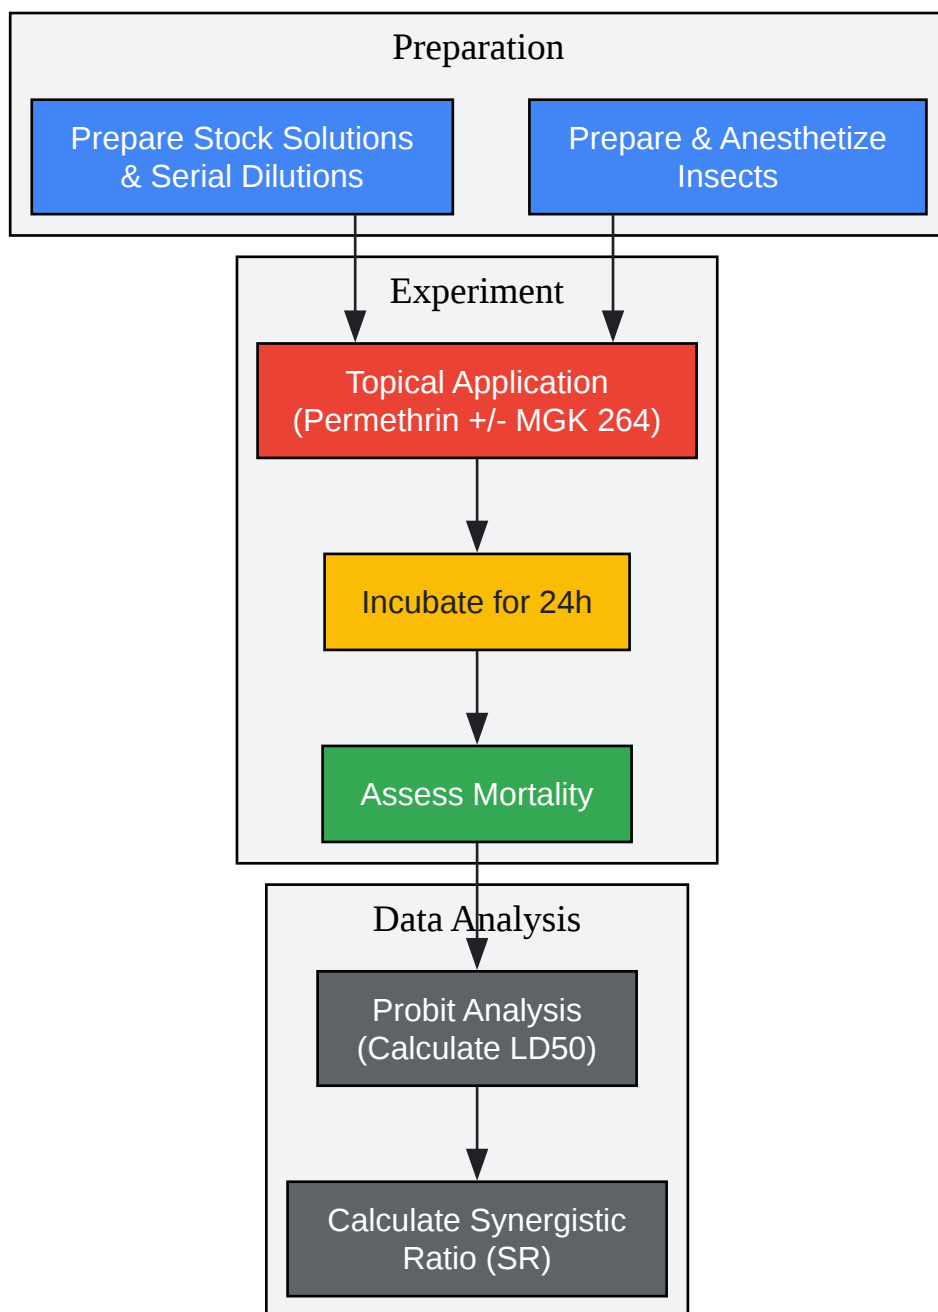 Preparation
Prepare Stock Solutions
& Serial Dilutions
Prepare & Anesthetize
Insects
Experiment
Topical Application
(Permethrin +/- MGK 264)
Incubate for 24h
Assess Mortality
Data Analysis
Probit Analysis
(Calculate LD50)
Calculate Synergistic
Ratio (SR)